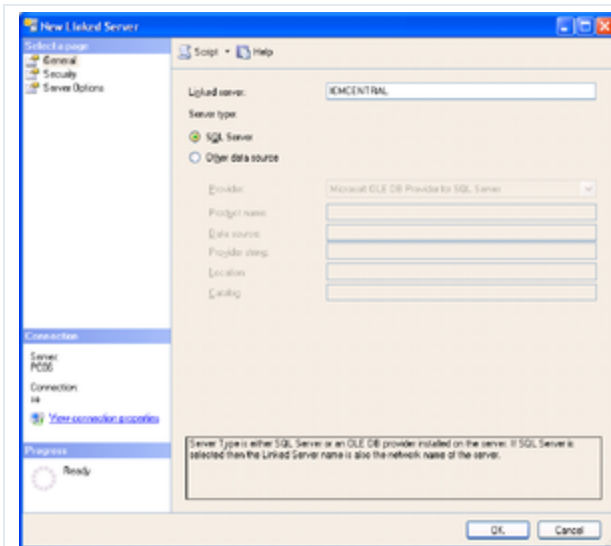 New Linked Server
Select a page
General
Security
Server Options
Script
Help
Linked server:
Server type:
SQL Server
Other data source
Provider:
Microsoft OLE DB Provider for SQL Server
Product name:
Data source:
Provider string:
Location:
Catalog:
Connection
Server:
Connection:
sa
View connection properties
Progress
Ready
Server Type is either SQL Server or an OLE DB provider installed on the server. If SQL Server is
selected then the Linked Server name is also the network name of the server.
OK
Cancel